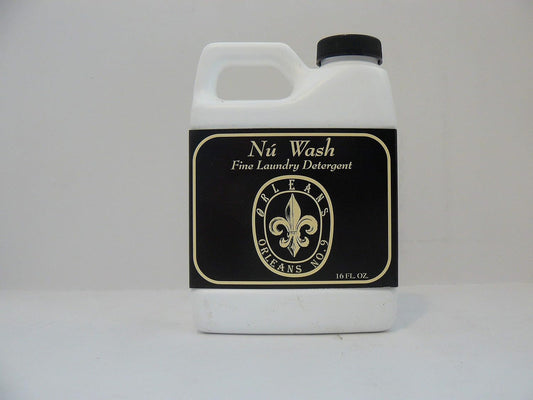 Nú Wash
Fine Laundry Detergent
ORLEANS
ORLEANS NO. 9
16 FL. OZ.